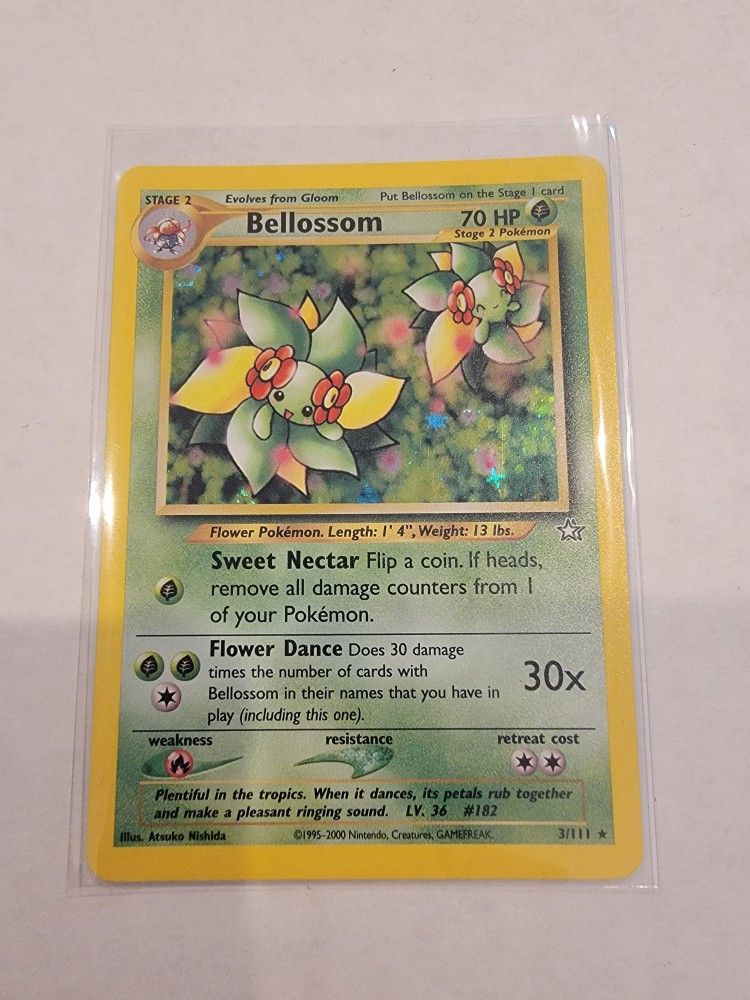 STAGE 2 Evolves from Gloom Put Bellossom on the Stage 1 card
Bellossom 70 HP
Stage 2 Pokémon
Flower Pokémon. Length: 1' 4", Weight: 13 lbs.
Sweet Nectar Flip a coin. If heads,
remove all damage counters from 1
of your Pokémon.
Flower Dance Does 30 damage
times the number of cards with
Bellossom in their names that you have in
play (including this one).
30x
weakness resistance retreat cost
Plentiful in the tropics. When it dances, its petals rub together
and make a pleasant ringing sound. LV. 36 #182
Illus. Atsuko Nishida ©1995-2000 Nintendo, Creatures, GAMEFREAK. 3/111 ★